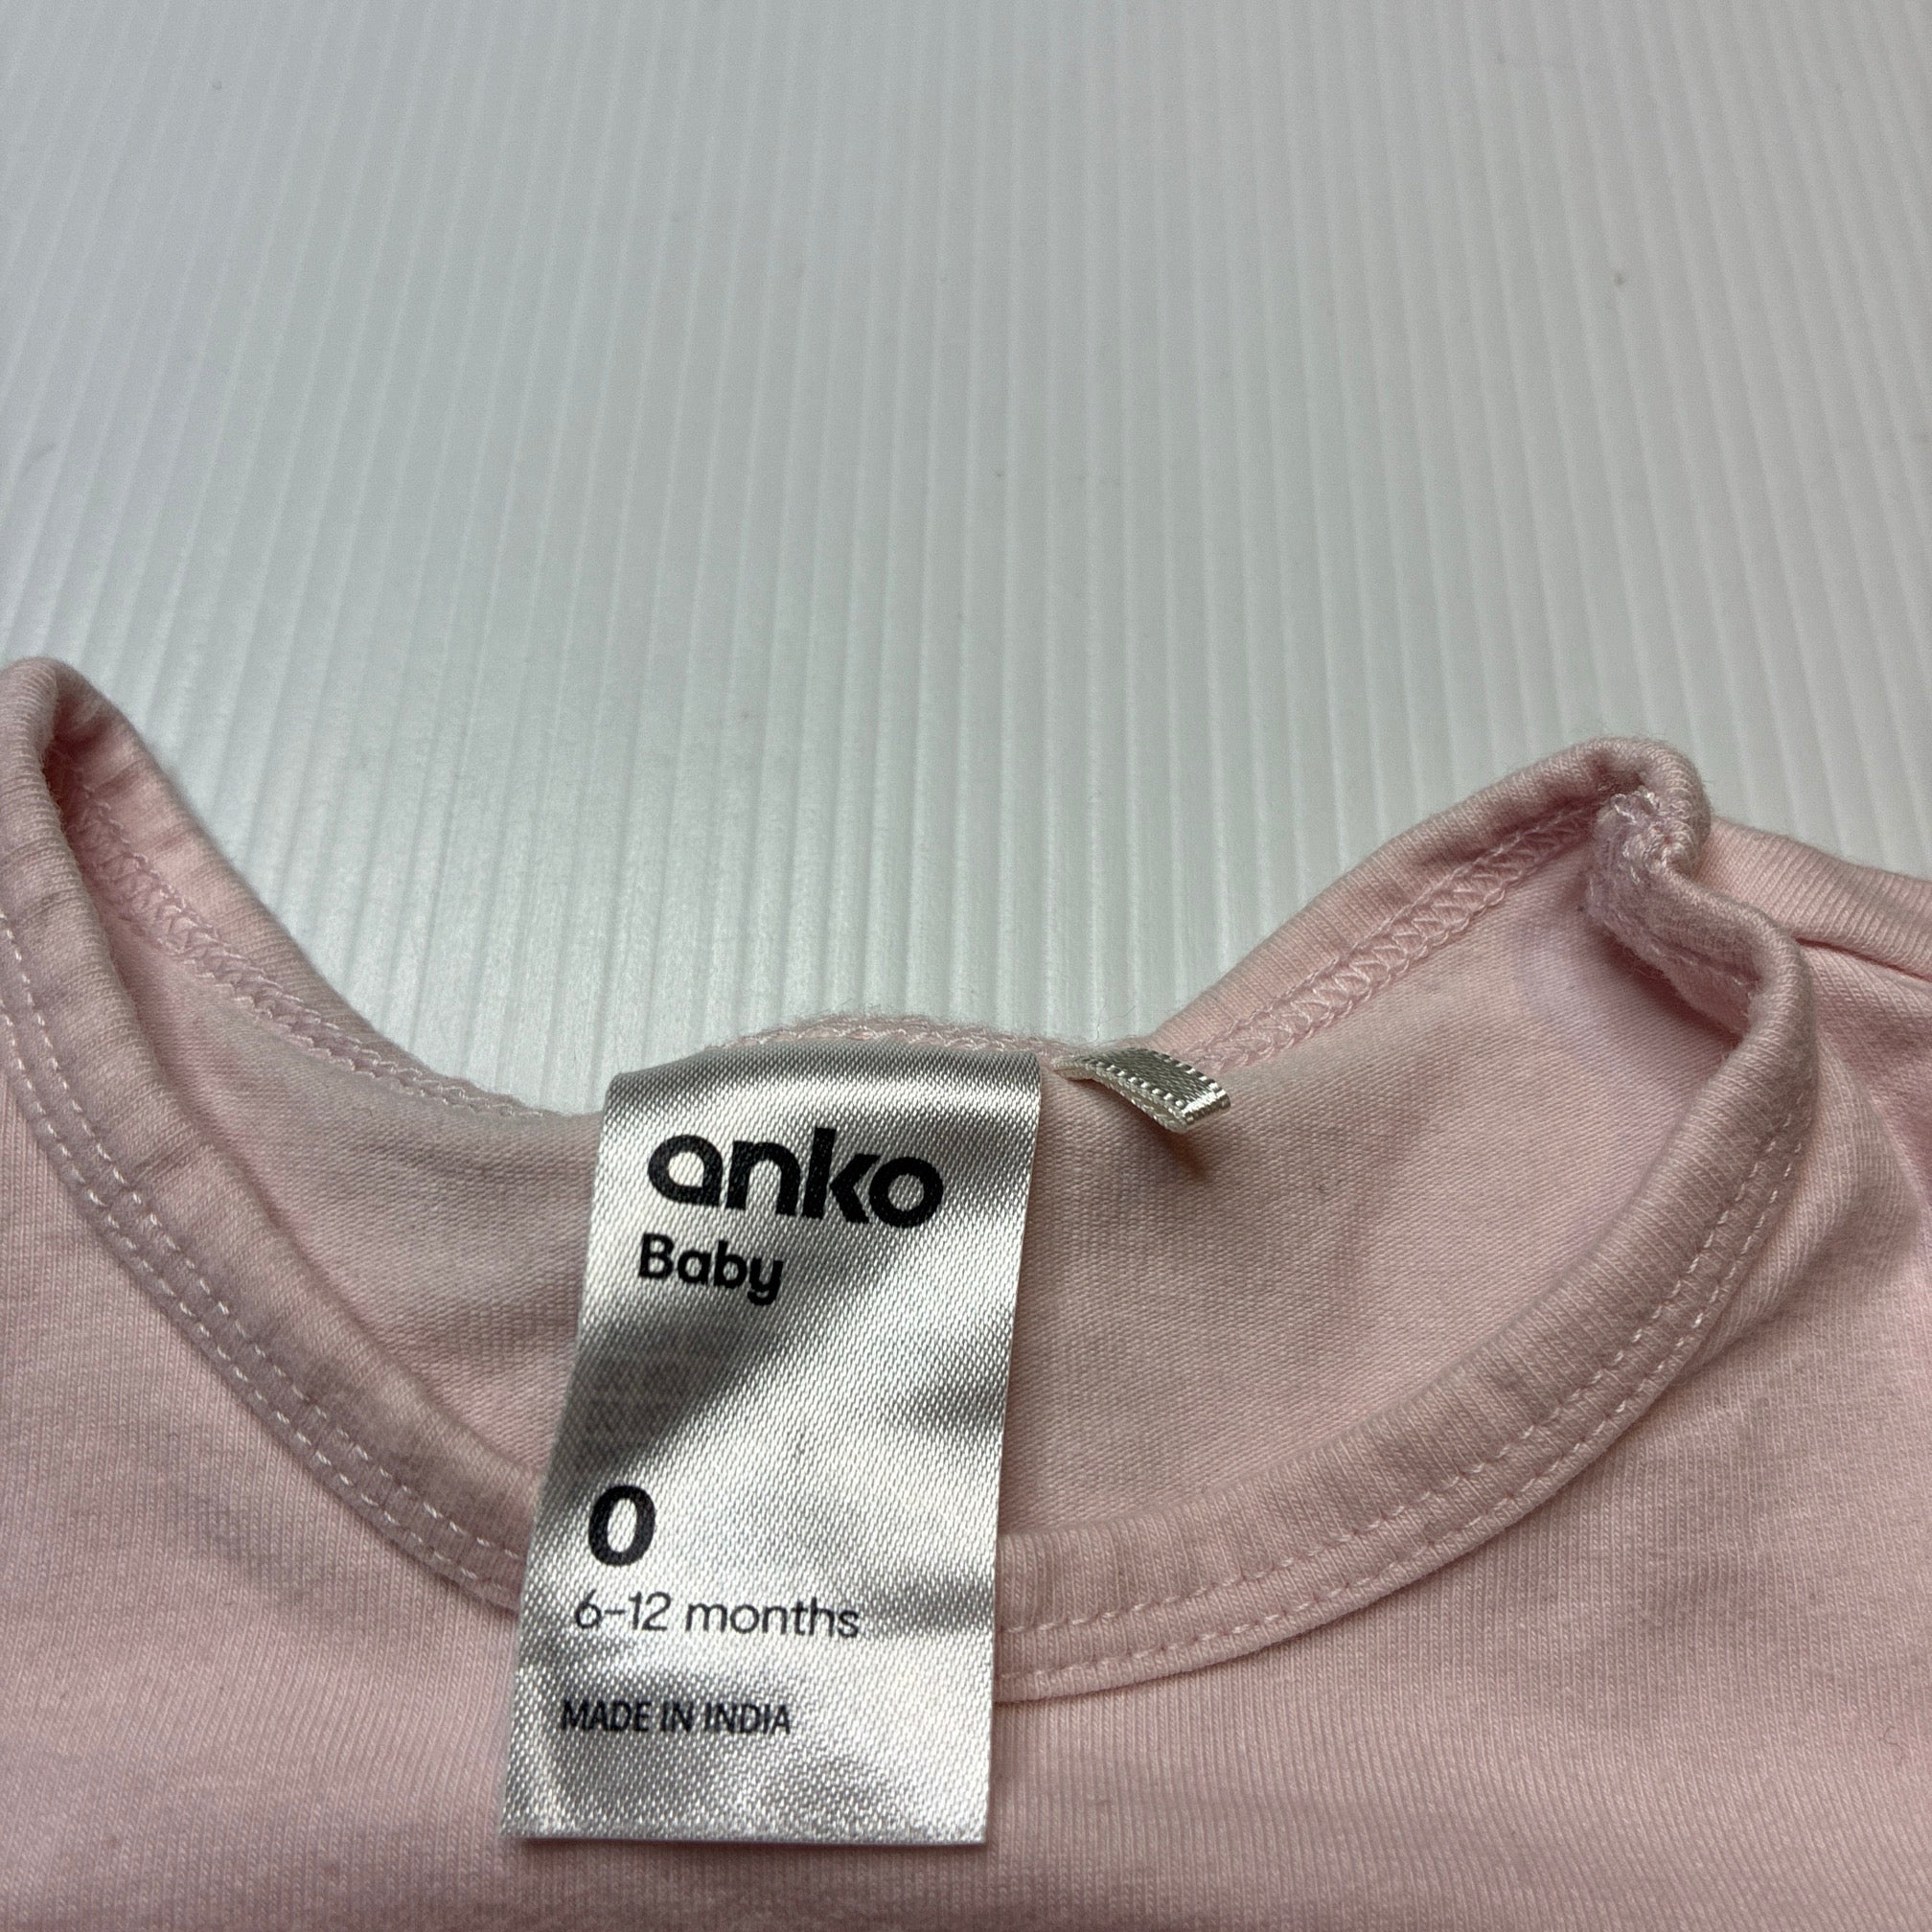 anko
Baby
0
6-12 months
MADE IN INDIA